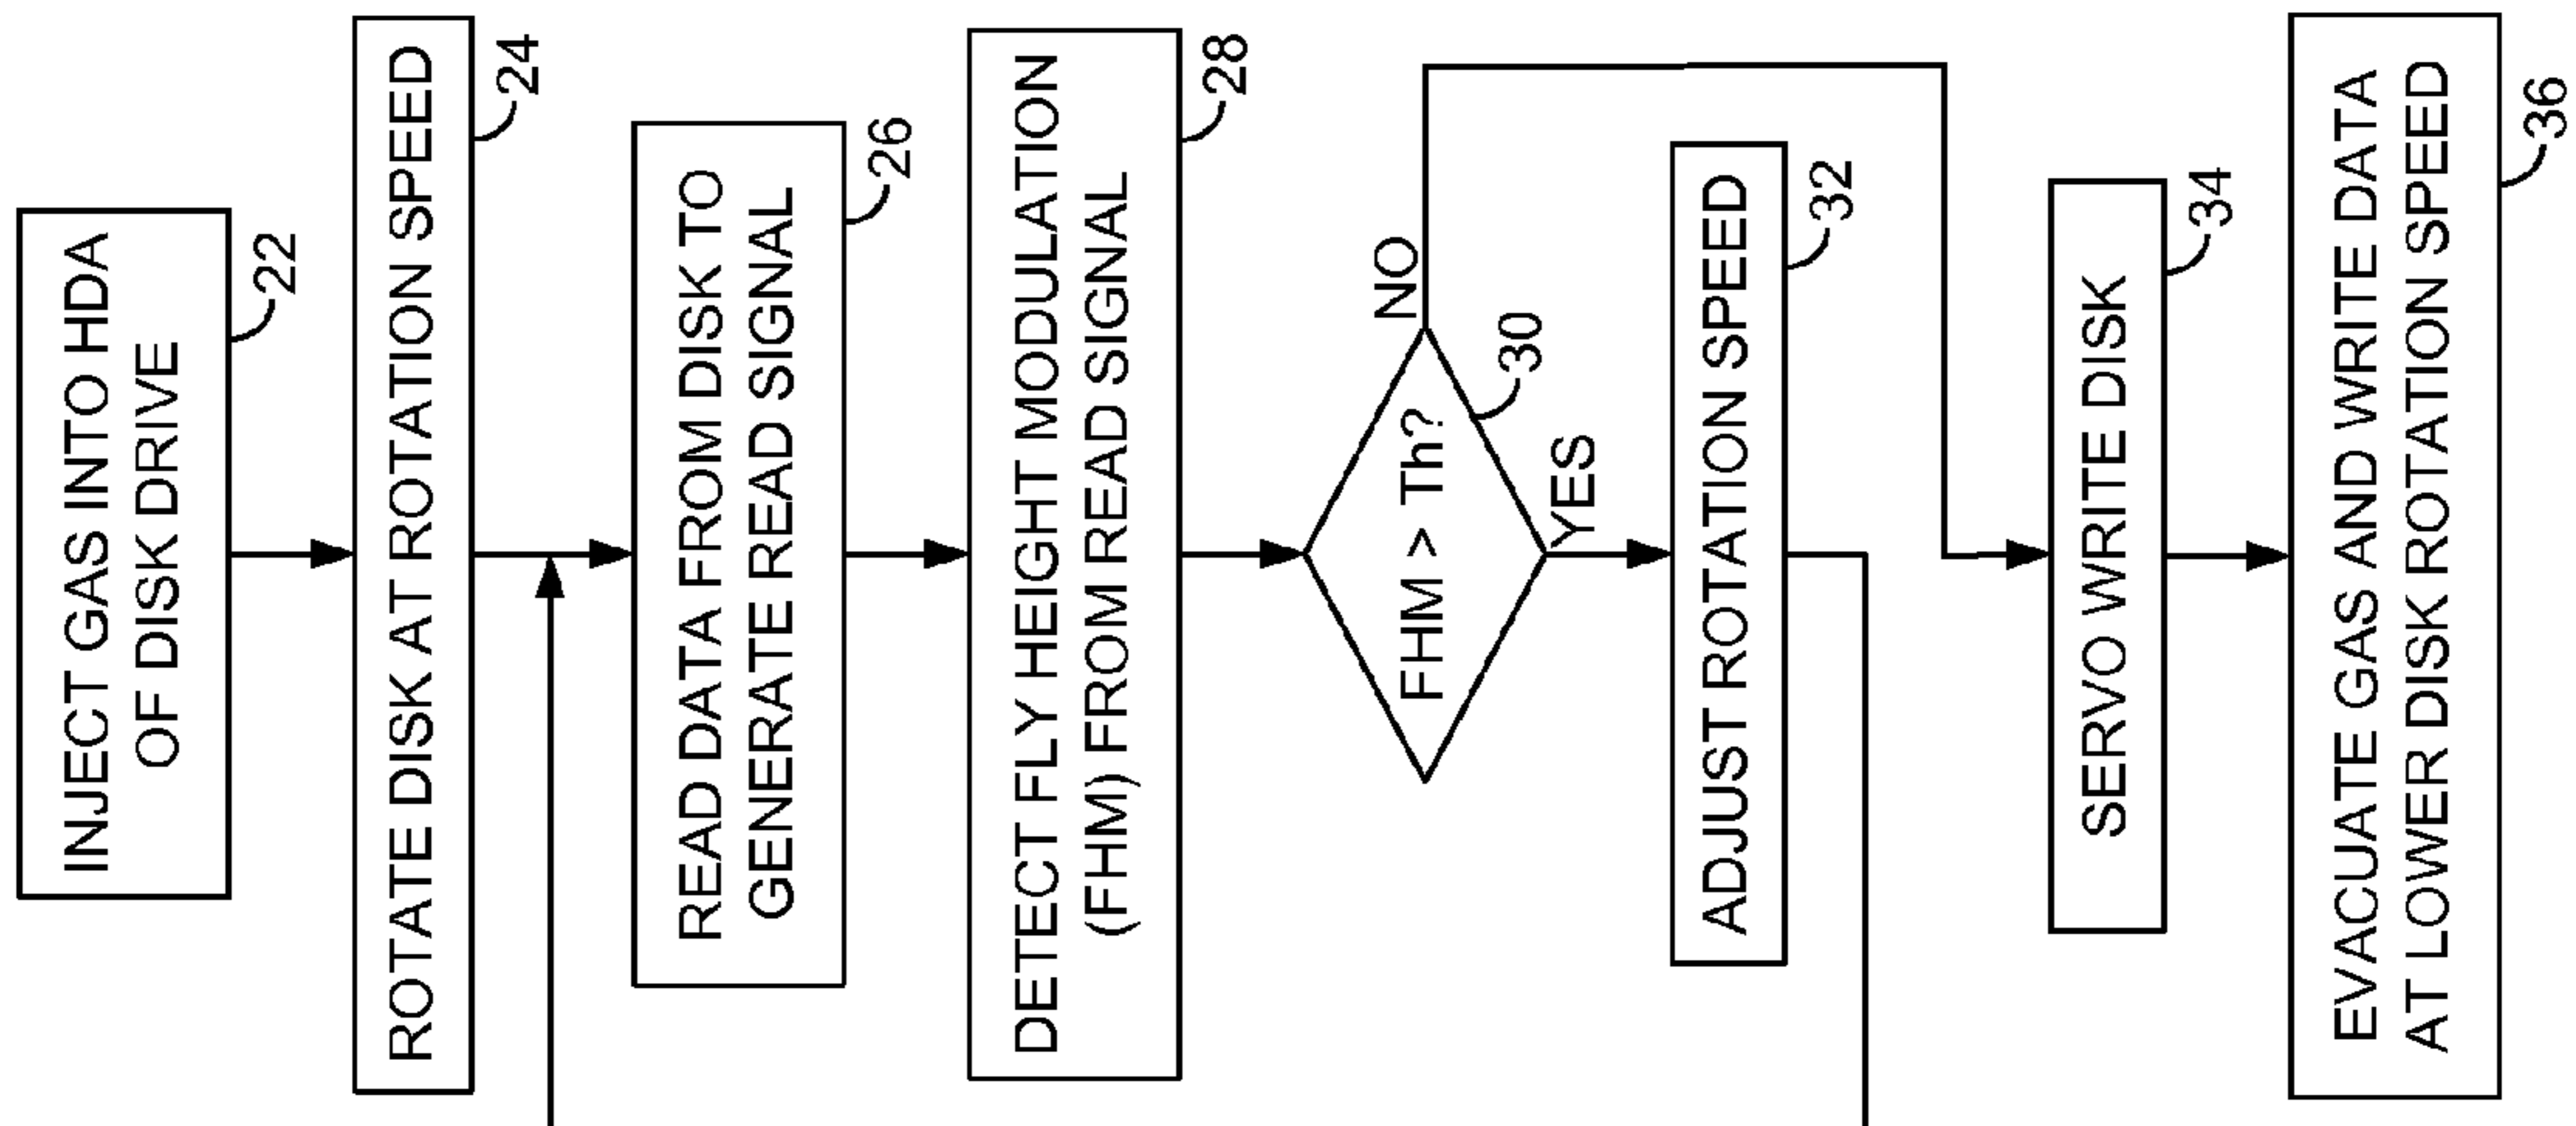 INJECT GAS INTO HDA
OF DISK DRIVE
22
ROTATE DISK AT ROTATION SPEED
24
READ DATA FROM DISK TO
GENERATE READ SIGNAL
26
DETECT FLY HEIGHT MODULATION
(FHM) FROM READ SIGNAL
28
FHM > Th?
NO
30
YES
ADJUST ROTATION SPEED
32
SERVO WRITE DISK
34
EVACUATE GAS AND WRITE DATA
AT LOWER DISK ROTATION SPEED
36